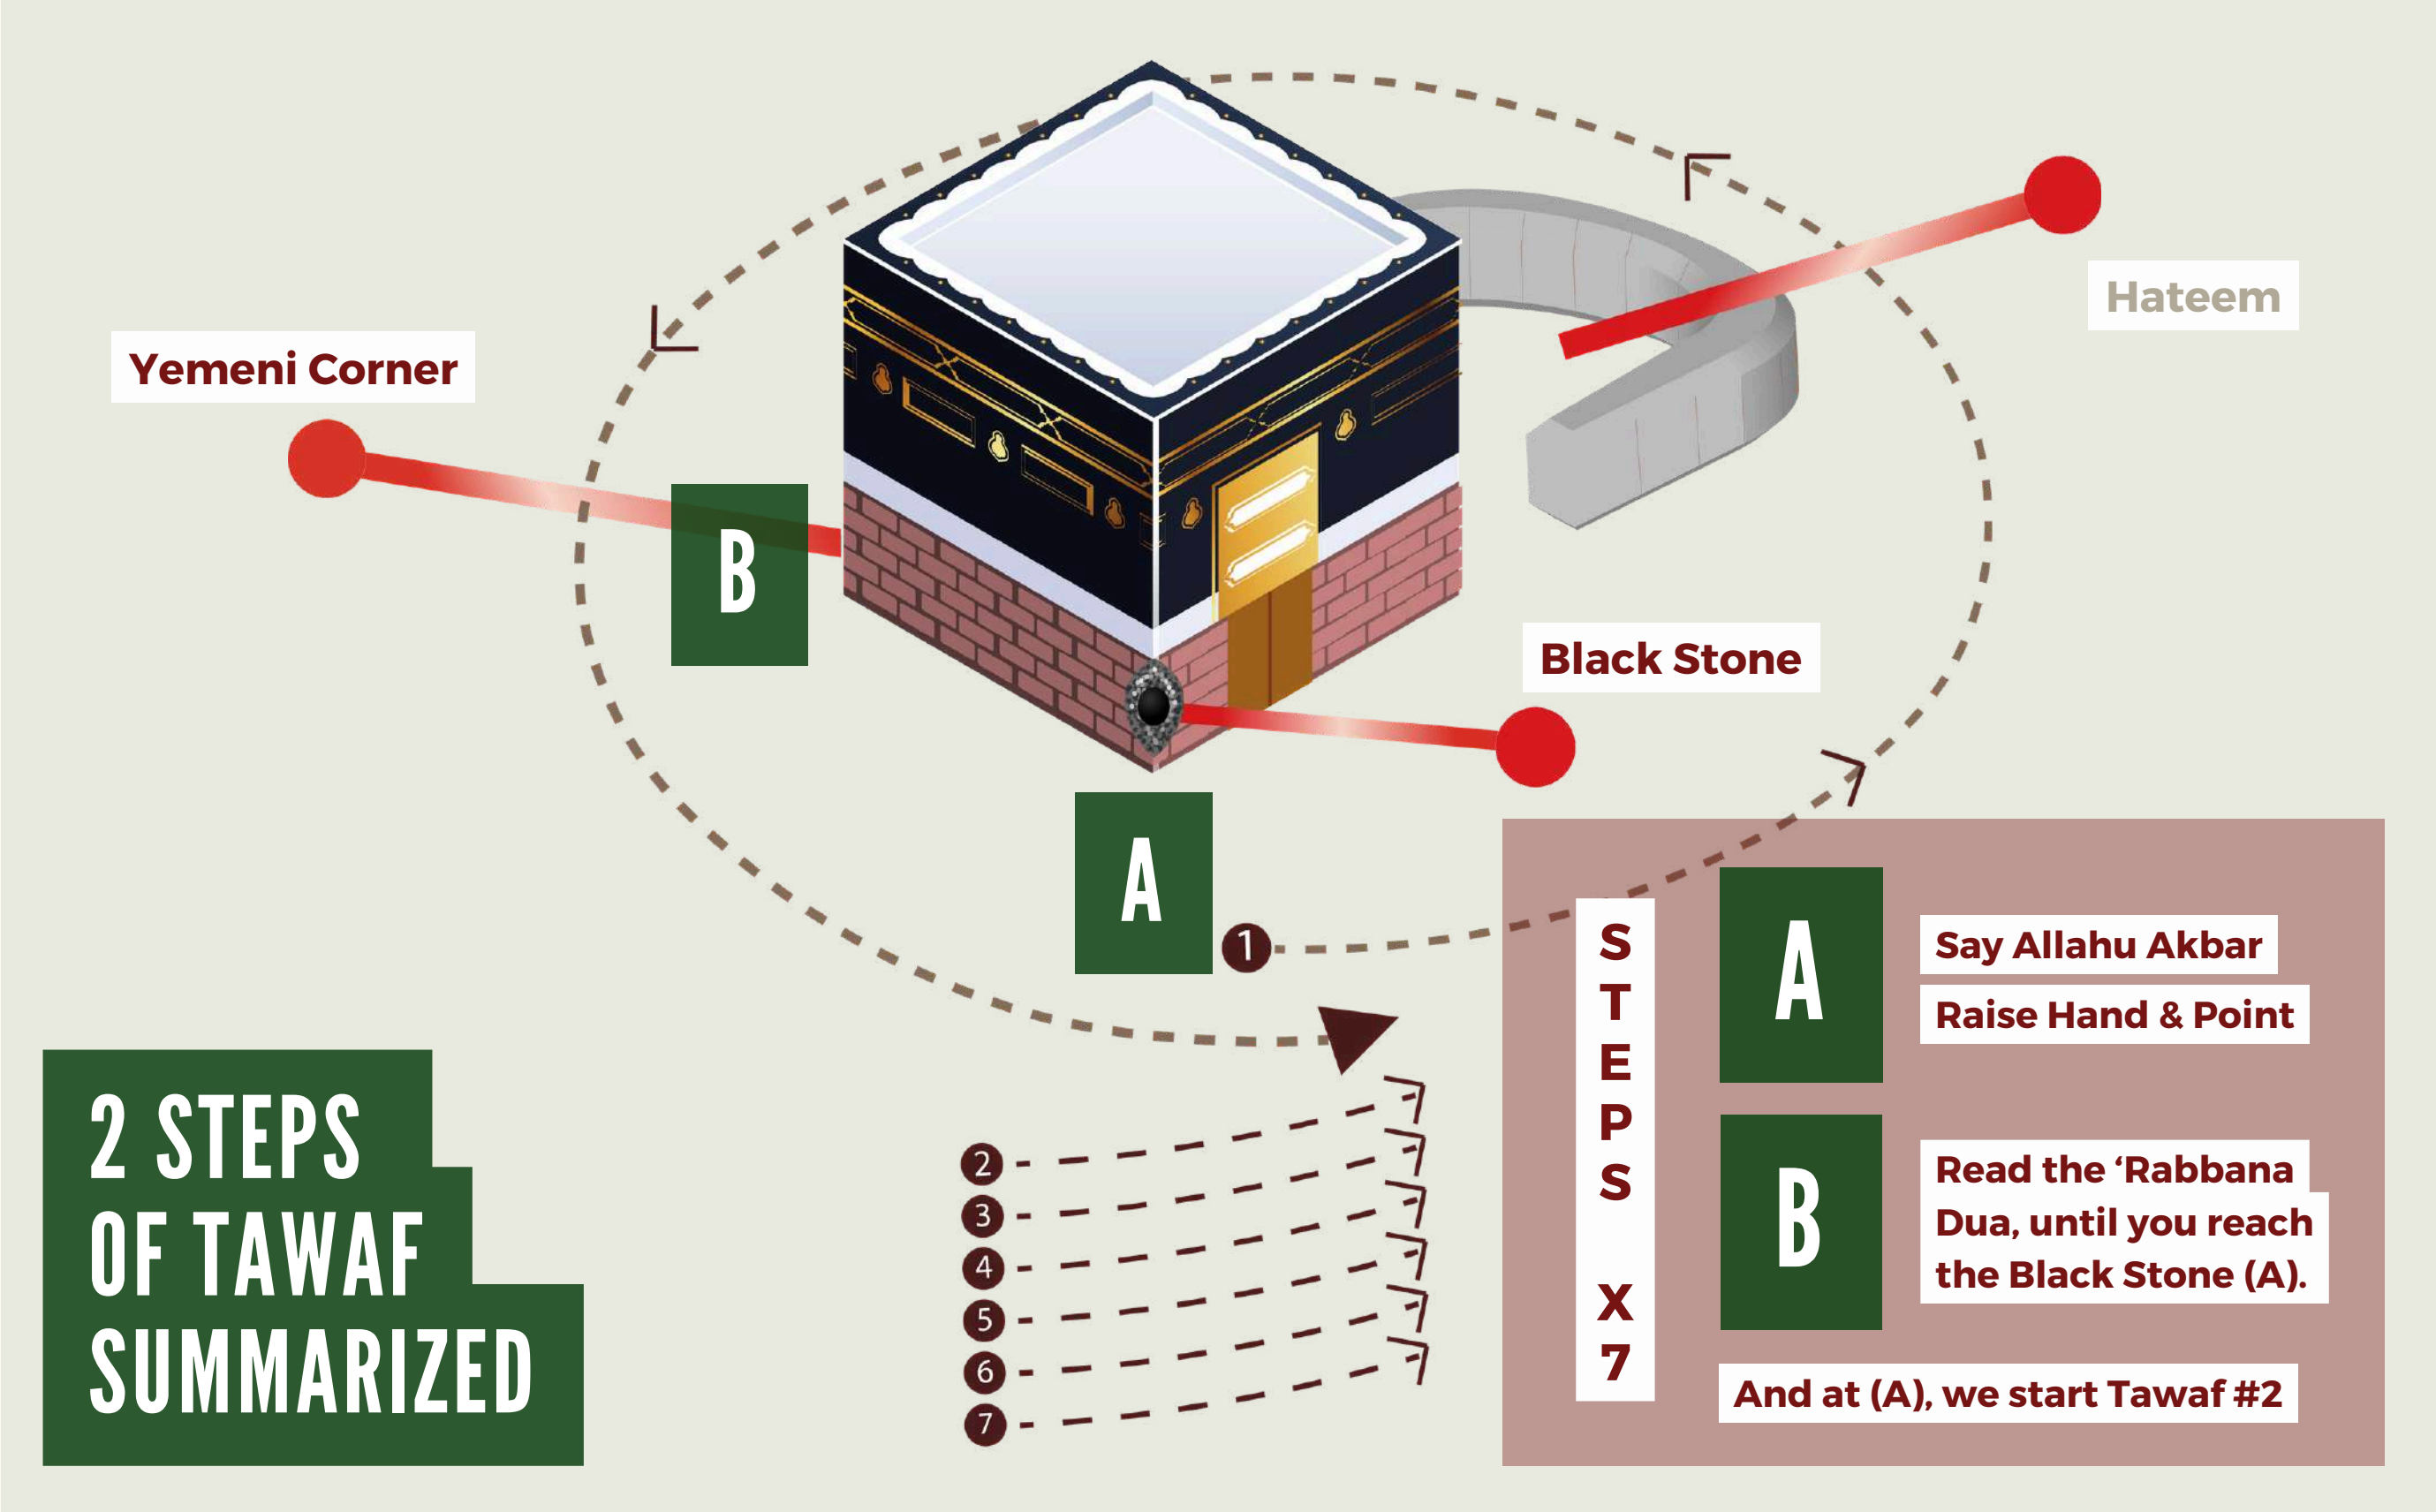 Hateem
Yemeni Corner
B
Black Stone
A
1
2 STEPS
OF TAWAF
SUMMARIZED
2
3
4
5
6
7
STEPS X7
A
Say Allahu Akbar
Raise Hand & Point
B
Read the ‘Rabbana
Dua, until you reach
the Black Stone (A).
And at (A), we start Tawaf #2